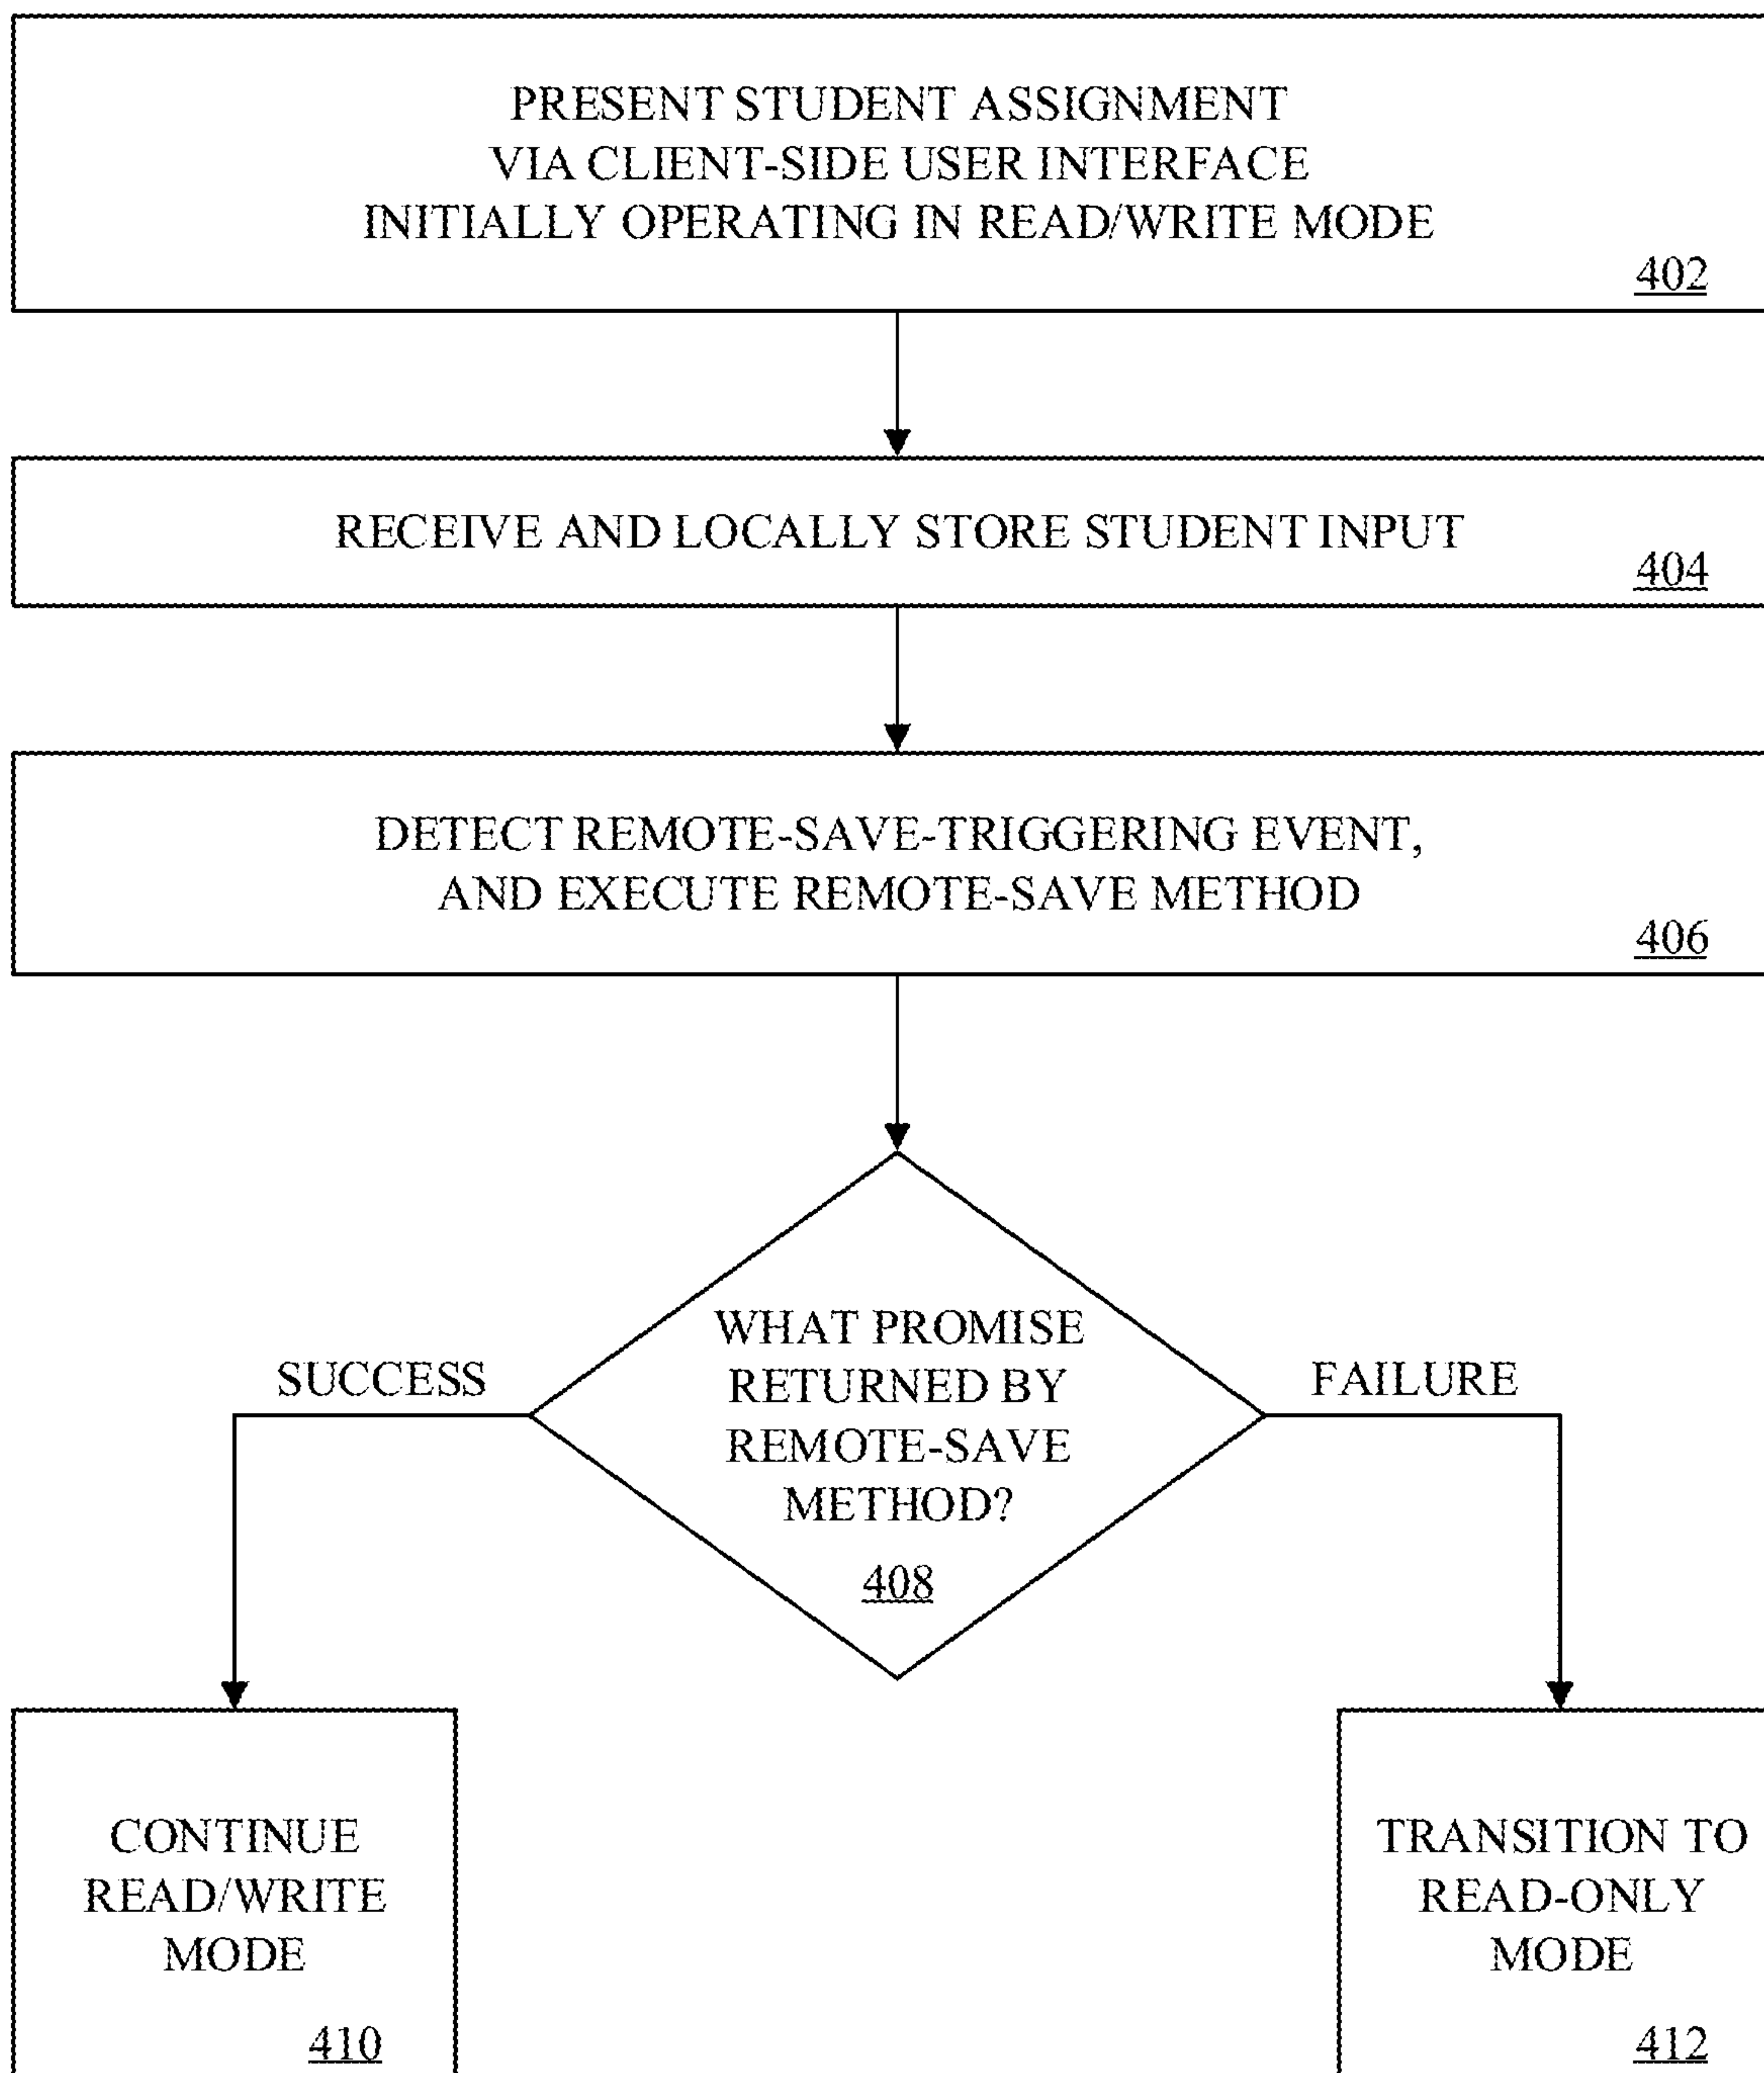 PRESENT STUDENT ASSIGNMENT
VIA CLIENT-SIDE USER INTERFACE
INITIALLY OPERATING IN READ/WRITE MODE
402
RECEIVE AND LOCALLY STORE STUDENT INPUT
404
DETECT REMOTE-SAVE-TRIGGERING EVENT,
AND EXECUTE REMOTE-SAVE METHOD
406
WHAT PROMISE
RETURNED BY
REMOTE-SAVE
METHOD?
408
SUCCESS
FAILURE
CONTINUE
READ/WRITE
MODE
410
TRANSITION TO
READ-ONLY
MODE
412